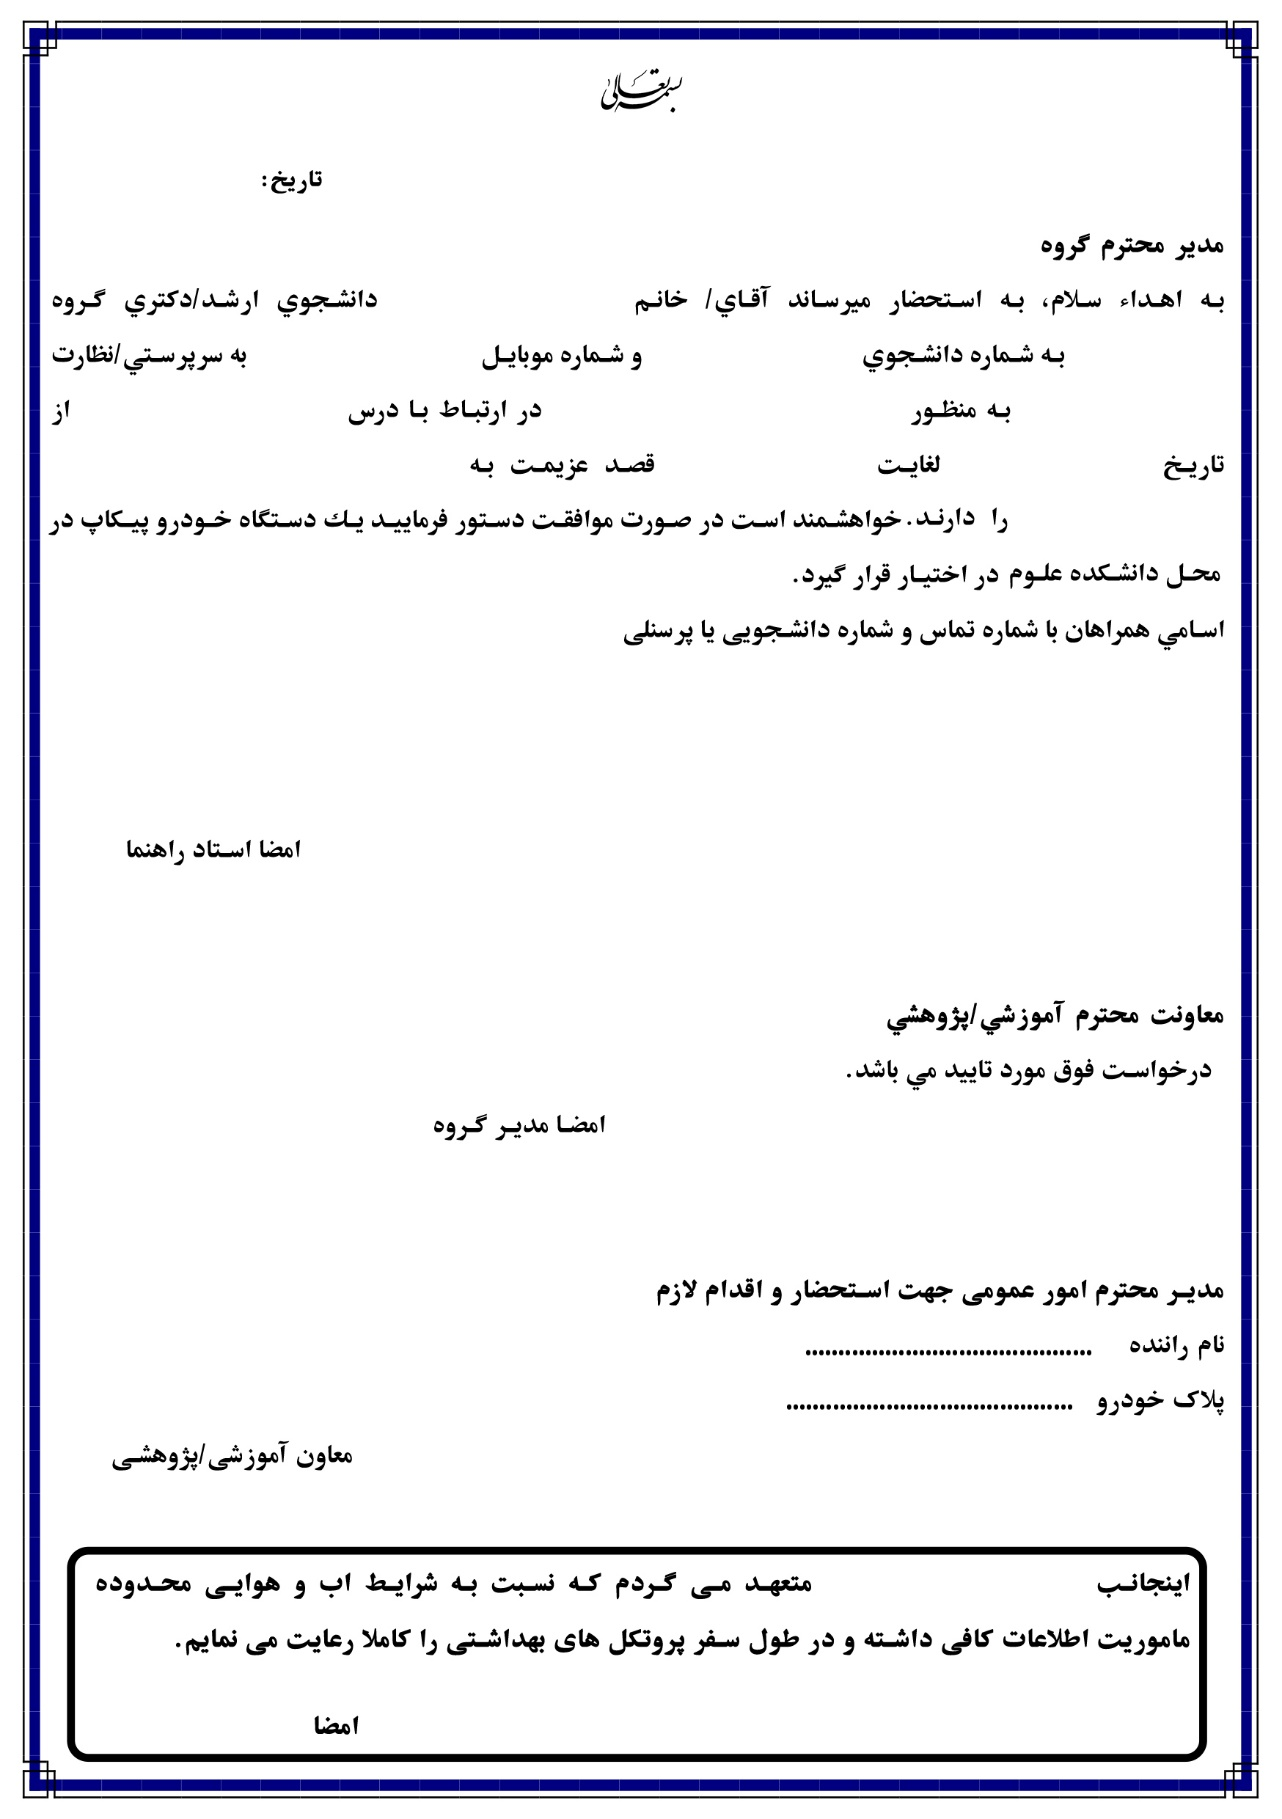 بسمه تعالی
تاریخ:
مدیر محترم گروه
به اهداء سلام، به استحضار میرساند آقاي/ خانم دانشجوي ارشد/دکتري گروه
به شماره دانشجوي و شماره موبایل به سرپرستي/نظارت
به منظور در ارتباط با درس از
تاریخ لغایت قصد عزیمت به
را دارند. خواهشمند است در صورت موافقت دستور فرمایید یك دستگاه خودرو پیکاپ در
محل دانشکده علوم در اختیار قرار گیرد.
اسامي همراهان با شماره تماس و شماره دانشجویی یا پرسنلی
امضا استاد راهنما
معاونت محترم آموزشي/پژوهشي
درخواست فوق مورد تایید مي باشد.
امضا مدیر گروه
مدیر محترم امور عمومی جهت استحضار و اقدام لازم
نام راننده ...........................................
پلاک خودرو ...........................................
معاون آموزشی/پژوهشی
اینجانب متعهد می گردم که نسبت به شرایط اب و هوایی محدوده
ماموریت اطلاعات کافی داشته و در طول سفر پروتکل های بهداشتی را کاملا رعایت می نمایم.
امضا